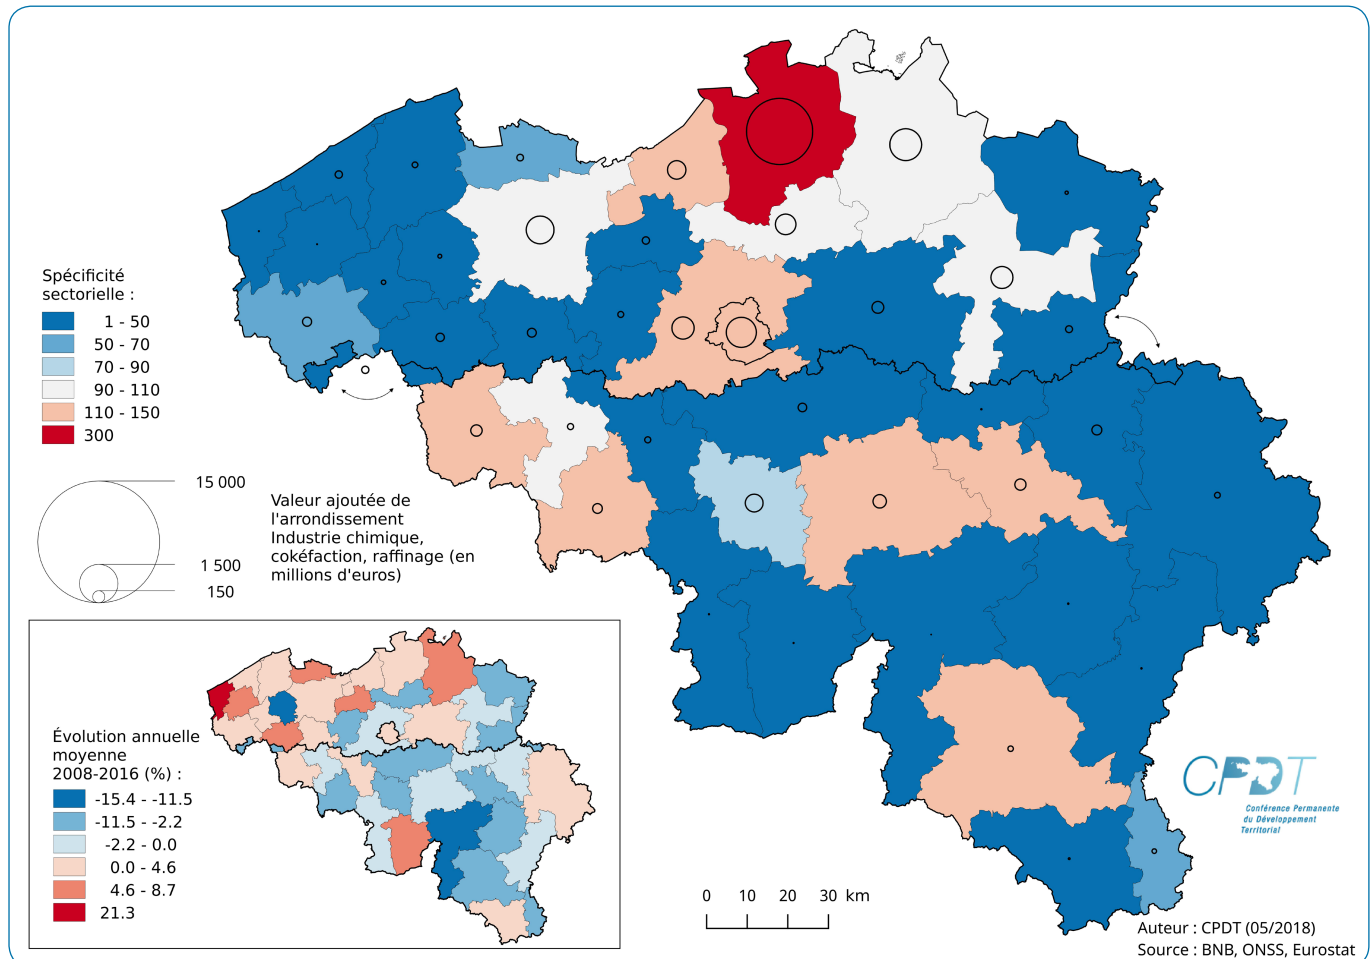 Spécificité
sectorielle :
1 - 50
50 - 70
70 - 90
90 - 110
110 - 150
300
15 000
1 500
150
Valeur ajoutée de
l'arrondissement
Industrie chimique,
cokéfaction, raffinage (en
millions d'euros)
Évolution annuelle
moyenne
2008-2016 (%) :
-15.4 - -11.5
-11.5 - -2.2
-2.2 - 0.0
0.0 - 4.6
4.6 - 8.7
21.3
0 10 20 30 km
CPDT
Conférence Permanente
du Développement
Territorial
Auteur : CPDT (05/2018)
Source : BNB, ONSS, Eurostat